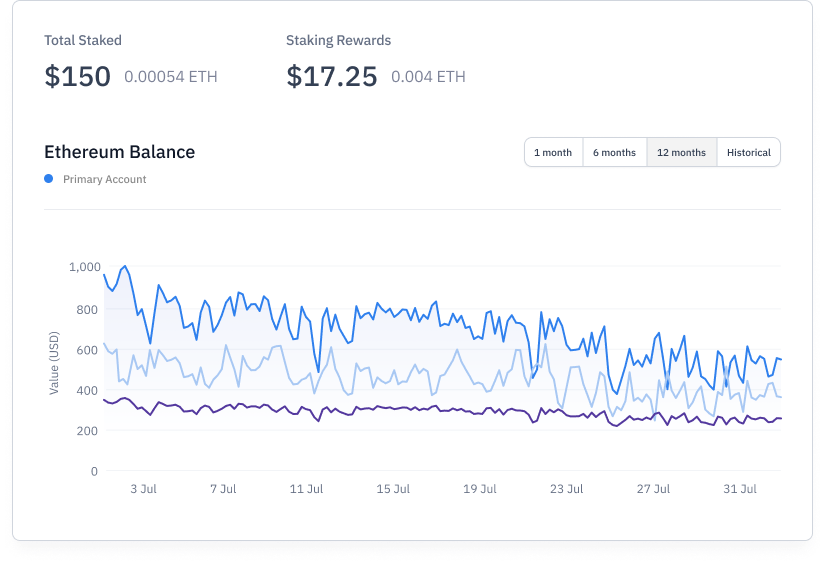 Total Staked
Staking Rewards
$150 0.00054 ETH
$17.25 0.004 ETH
Ethereum Balance
1 month
6 months
12 months
Historical
Primary Account
Value (USD)
1,000
800
600
400
200
0
3 Jul
7 Jul
11 Jul
15 Jul
19 Jul
23 Jul
27 Jul
31 Jul